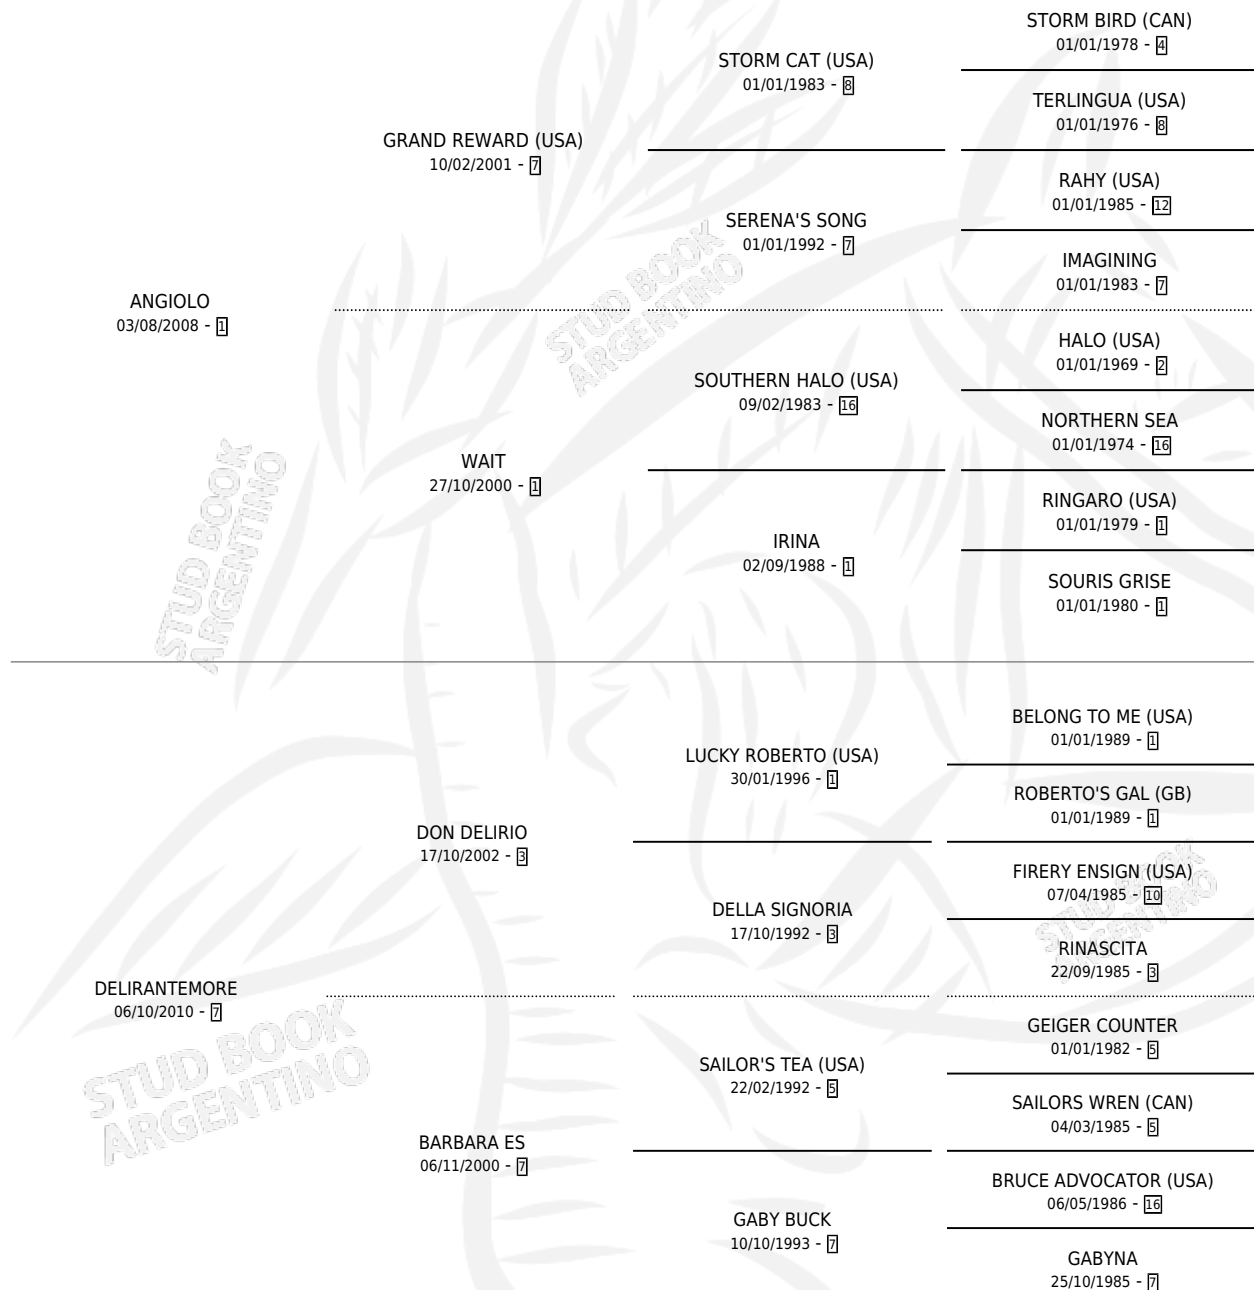 STORM BIRD (CAN)
01/01/1978 - 4
STORM CAT (USA)
01/01/1983 - 8
TERLINGUA (USA)
01/01/1976 - 8
GRAND REWARD (USA)
10/02/2001 - 7
RAHY (USA)
01/01/1985 - 12
SERENA'S SONG
01/01/1992 - 7
IMAGINING
01/01/1983 - 7
ANGIOLO
03/08/2008 - 1
HALO (USA)
01/01/1969 - 2
SOUTHERN HALO (USA)
09/02/1983 - 16
NORTHERN SEA
01/01/1974 - 16
WAIT
27/10/2000 - 1
RINGARO (USA)
01/01/1979 - 1
IRINA
02/09/1988 - 1
SOURIS GRISE
01/01/1980 - 1
STUD BOOK
ARGENTINO
STUD BOOK
ARGENTINO
BELONG TO ME (USA)
01/01/1989 - 1
LUCKY ROBERTO (USA)
30/01/1996 - 1
ROBERTO'S GAL (GB)
01/01/1989 - 1
DON DELIRIO
17/10/2002 - 3
FIRERY ENSIGN (USA)
07/04/1985 - 10
DELLA SIGNORIA
17/10/1992 - 3
RINASCITA
22/09/1985 - 3
DELIRANTEMORE
06/10/2010 - 7
GEIGER COUNTER
01/01/1982 - 5
SAILOR'S TEA (USA)
22/02/1992 - 5
SAILORS WREN (CAN)
04/03/1985 - 5
BARBARA ES
06/11/2000 - 7
BRUCE ADVOCATOR (USA)
06/05/1986 - 16
GABY BUCK
10/10/1993 - 7
GABYNA
25/10/1985 - 7
STUD BOOK
ARGENTINO
STUD BOOK
ARGENTINO